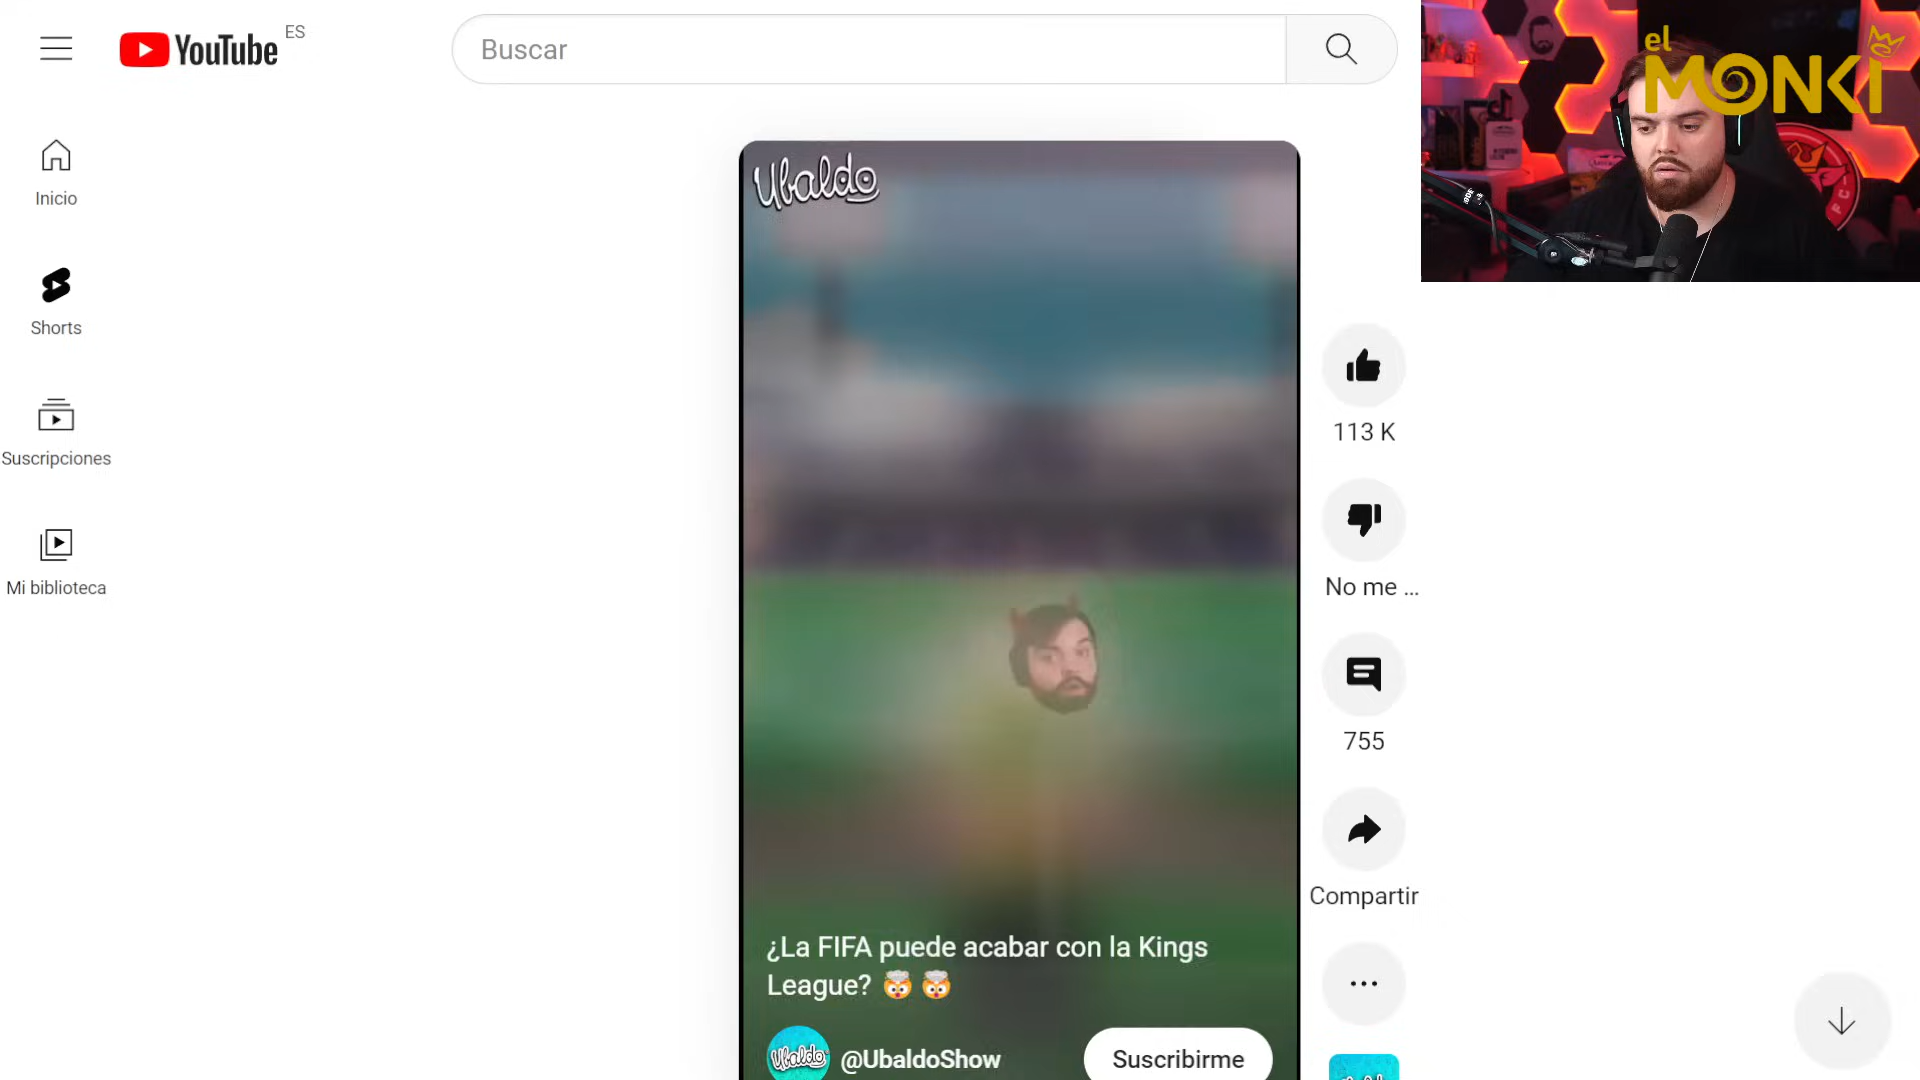 YouTube ES
Buscar
el
MONKI
Inicio
Shorts
Suscripciones
Mi biblioteca
Ubaldo
113 K
No me ...
755
Compartir
¿La FIFA puede acabar con la Kings
League? 🤯 🤯
Ubaldo
@UbaldoShow
Suscribirme